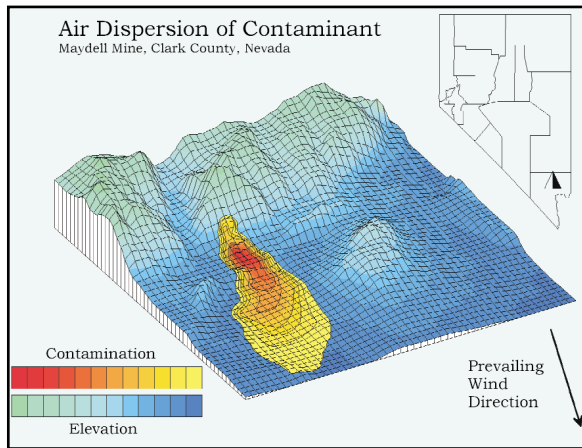 Air Dispersion of Contaminant
Maydell Mine, Clark County, Nevada
Contamination
Elevation
Prevailing
Wind
Direction